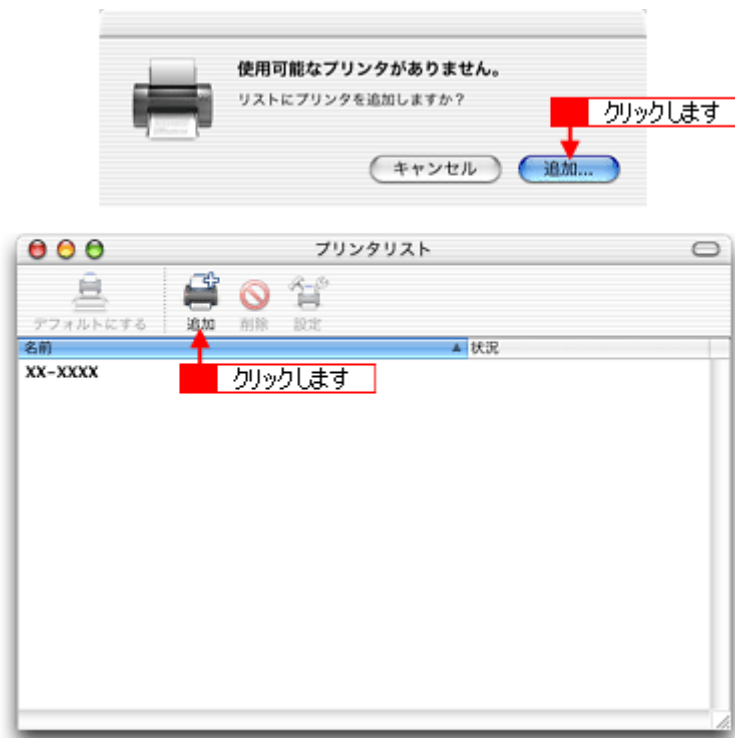 使用可能なプリンタがありません。
リストにプリンタを追加しますか？
クリックします
キャンセル
追加...
プリンタリスト
デフォルトにする
追加
削除
設定
名前
状況
XX-XXXX
クリックします